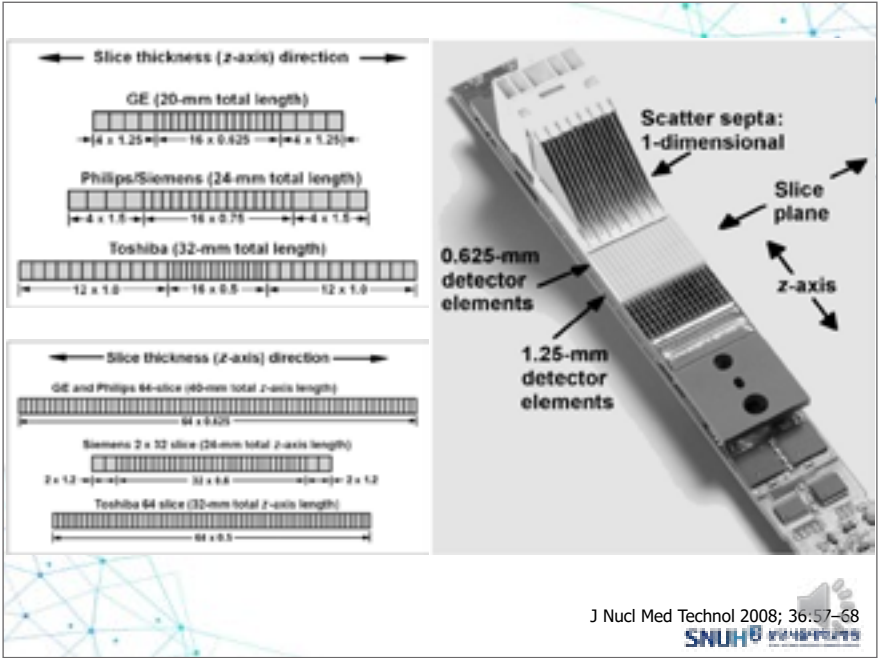 Slice thickness (z-axis) direction
GE (20-mm total length)
4 x 1.25
16 x 0.625
4 x 1.25
Philips/Siemens (24-mm total length)
4 x 1.5
16 x 0.75
4 x 1.5
Toshiba (32-mm total length)
12 x 1.0
16 x 0.5
12 x 1.0
Slice thickness (z-axis) direction
GE and Philips 64-slice (40-mm total z-axis length)
64 x 0.625
Siemens 2 x 32 slice (24-mm total z-axis length)
2 x 1.2
32 x 0.6
2 x 1.2
Toshiba 64 slice (32-mm total z-axis length)
64 x 0.5
Scatter septa:
1-dimensional
Slice
plane
0.625-mm
detector
elements
z-axis
1.25-mm
detector
elements
J Nucl Med Technol 2008; 36:57–68
SNUH